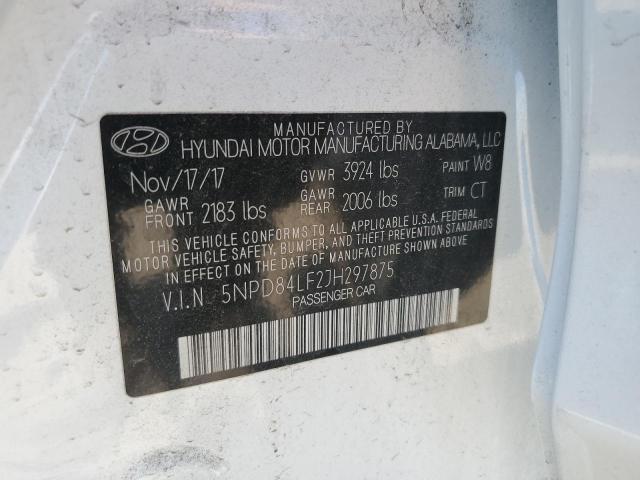 MANUFACTURED BY
HYUNDAI MOTOR MANUFACTURING ALABAMA, LLC
Nov/17/17 GVWR 3924 lbs PAINT W8
GAWR FRONT 2183 lbs GAWR REAR 2006 lbs TRIM CT
THIS VEHICLE CONFORMS TO ALL APPLICABLE U.S.A. FEDERAL
MOTOR VEHICLE SAFETY, BUMPER, AND THEFT PREVENTION STANDARDS
IN EFFECT ON THE DATE OF MANUFACTURE SHOWN ABOVE.
V.I.N 5NPD84LF2JH297875
PASSENGER CAR